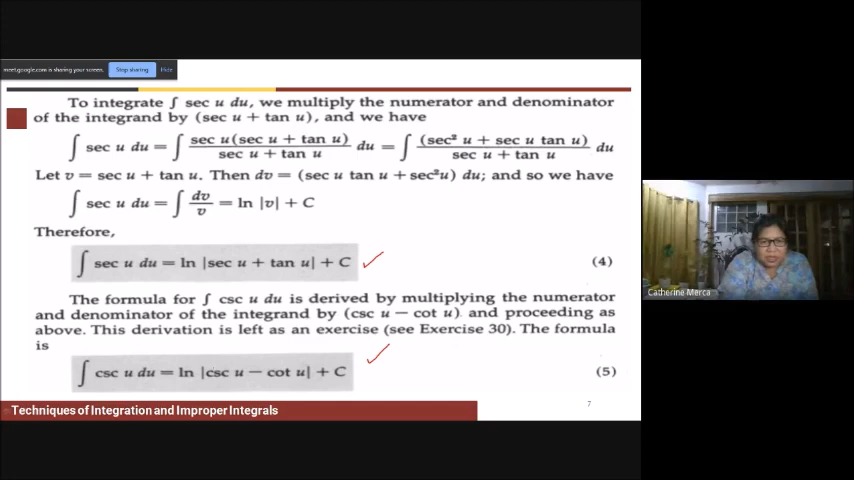 meet.google.com is sharing your screen. Stop sharing Hide
To integrate ∫ sec u du, we multiply the numerator and denominator
of the integrand by (sec u + tan u), and we have
∫ sec u du = ∫ sec u(sec u + tan u) / sec u + tan u du = ∫ (sec² u + sec u tan u) / sec u + tan u du
Let v = sec u + tan u. Then dv = (sec u tan u + sec²u) du; and so we have
∫ sec u du = ∫ dv / v = ln |v| + C
Therefore,
∫ sec u du = ln |sec u + tan u| + C (4)
The formula for ∫ csc u du is derived by multiplying the numerator
and denominator of the integrand by (csc u − cot u) and proceeding as
above. This derivation is left as an exercise (see Exercise 30). The formula
is
∫ csc u du = ln |csc u − cot u| + C (5)
7
Techniques of Integration and Improper Integrals
Catherine Merca